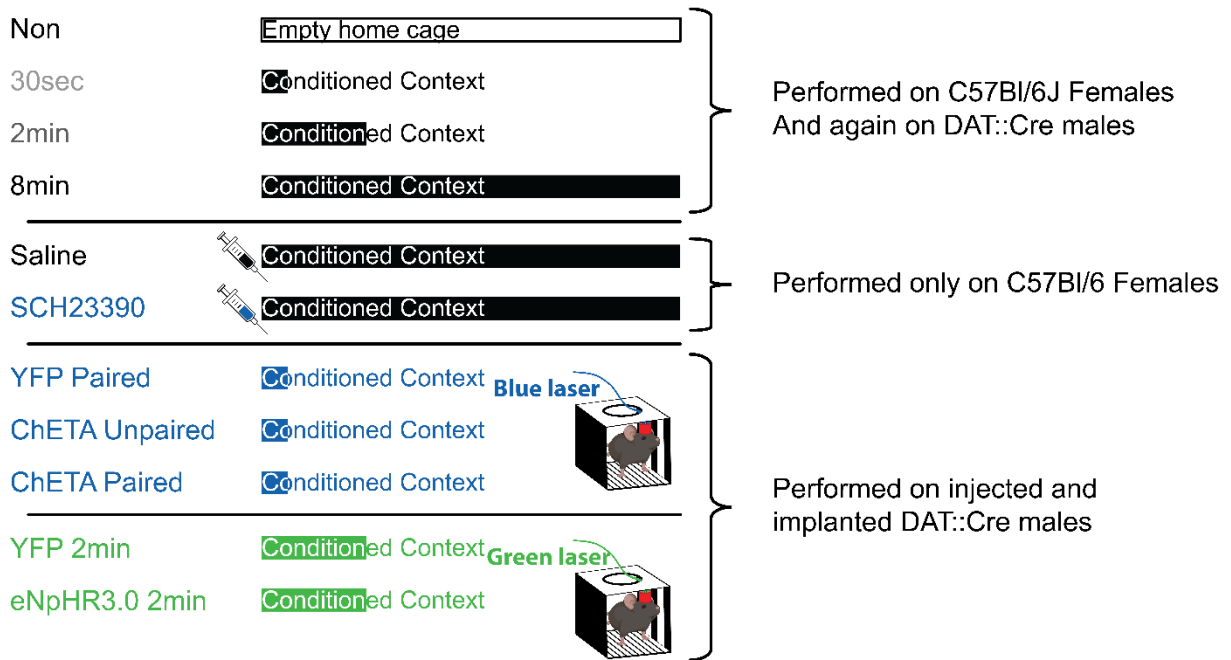 Non
Empty home cage
30sec
Conditioned Context
2min
Conditioned Context
8min
Conditioned Context
Performed on C57Bl/6J Females
And again on DAT::Cre males
Saline
Conditioned Context
SCH23390
Conditioned Context
Performed only on C57Bl/6 Females
YFP Paired
Conditioned Context
Blue laser
ChETA Unpaired
Conditioned Context
ChETA Paired
Conditioned Context
YFP 2min
Conditioned Context
Green laser
eNpHR3.0 2min
Conditioned Context
Performed on injected and
implanted DAT::Cre males